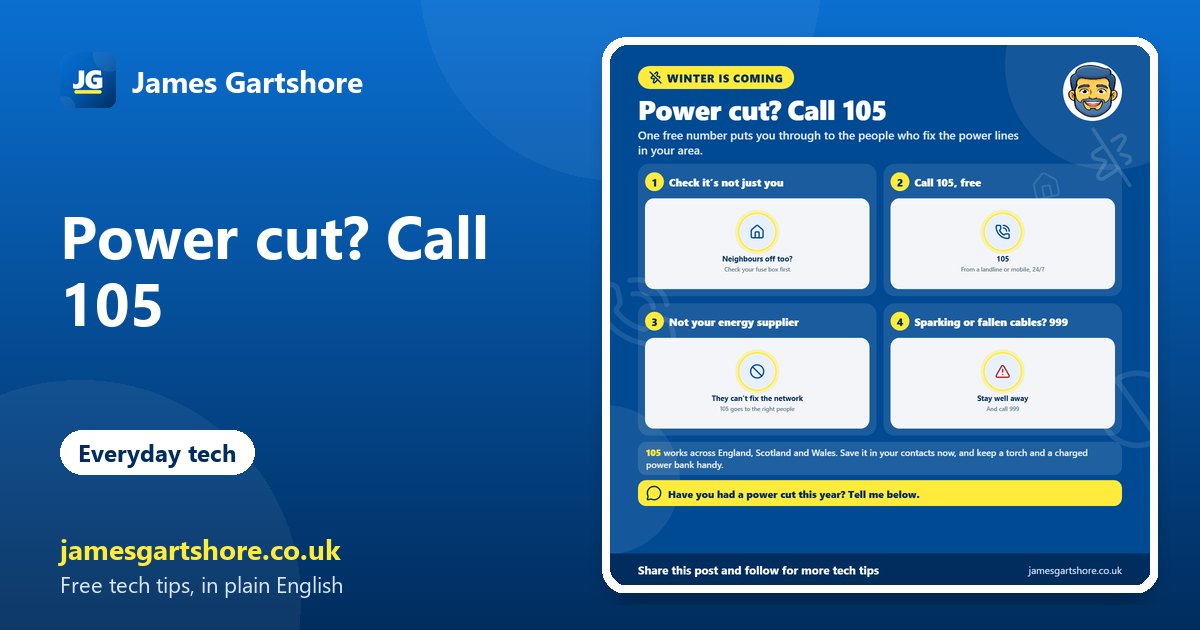 JG
James Gartshore
Power cut? Call
105
Everyday tech
jamesgartshore.co.uk
Free tech tips, in plain English
WINTER IS COMING
Power cut? Call 105
One free number puts you through to the people who fix the power lines
in your area.
1 Check it's not just you
Neighbours off too?
Check your fuse box first
2 Call 105, free
105
From a landline or mobile, 24/7
3 Not your energy supplier
They can't fix the network
105 goes to the right people
4 Sparking or fallen cables? 999
Stay well away
And call 999
105 works across England, Scotland and Wales. Save it in your contacts now, and keep a torch and a charged
power bank handy.
Have you had a power cut this year? Tell me below.
Share this post and follow for more tech tips
jamesgartshore.co.uk